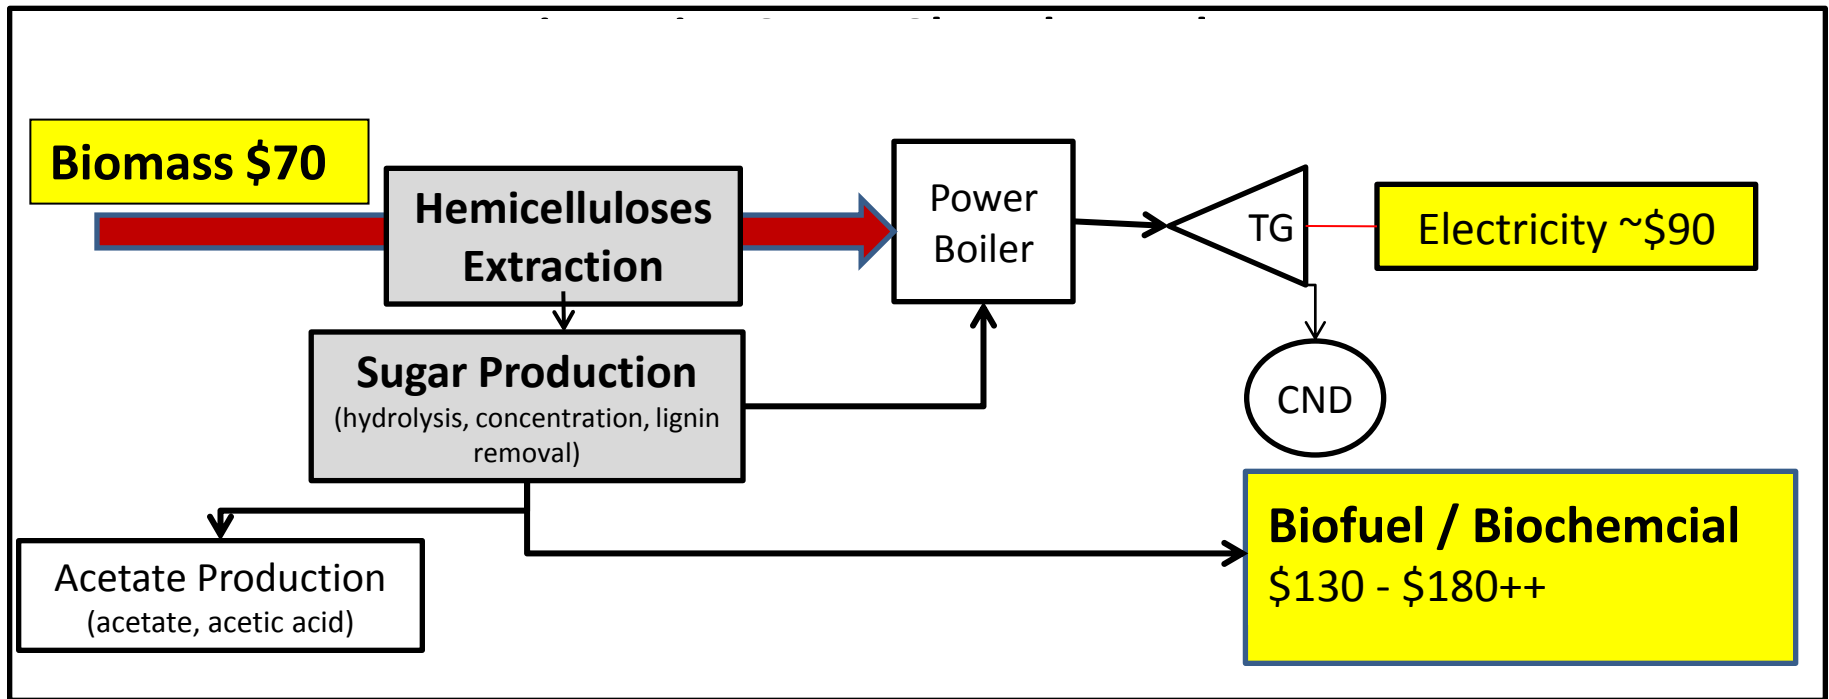 Biomass $70
Hemicelluloses
Extraction
Power
Boiler
TG
Electricity ~$90
Sugar Production
(hydrolysis, concentration, lignin
removal)
CND
Biofuel / Biochemcial
$130 - $180++
Acetate Production
(acetate, acetic acid)